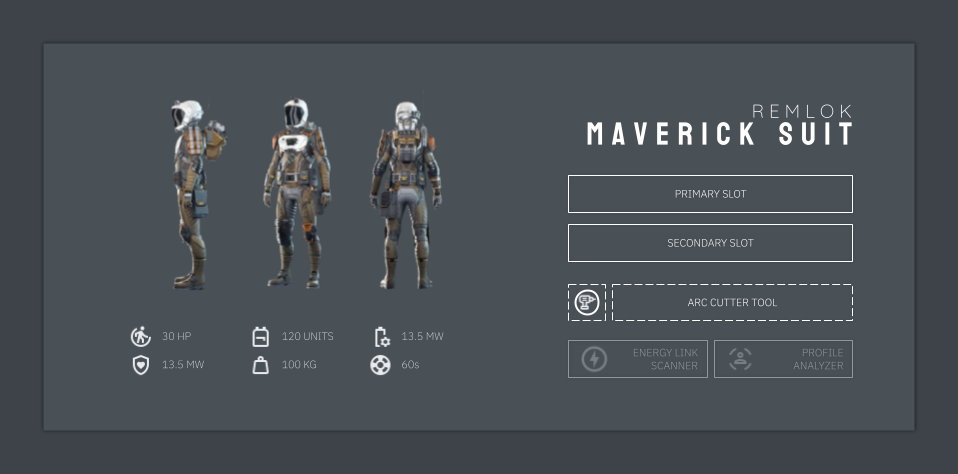 REMLOK
MAVERICK SUIT
PRIMARY SLOT
SECONDARY SLOT
ARC CUTTER TOOL
ENERGY LINK
SCANNER
PROFILE
ANALYZER
30 HP
120 UNITS
13.5 MW
13.5 MW
100 KG
60s